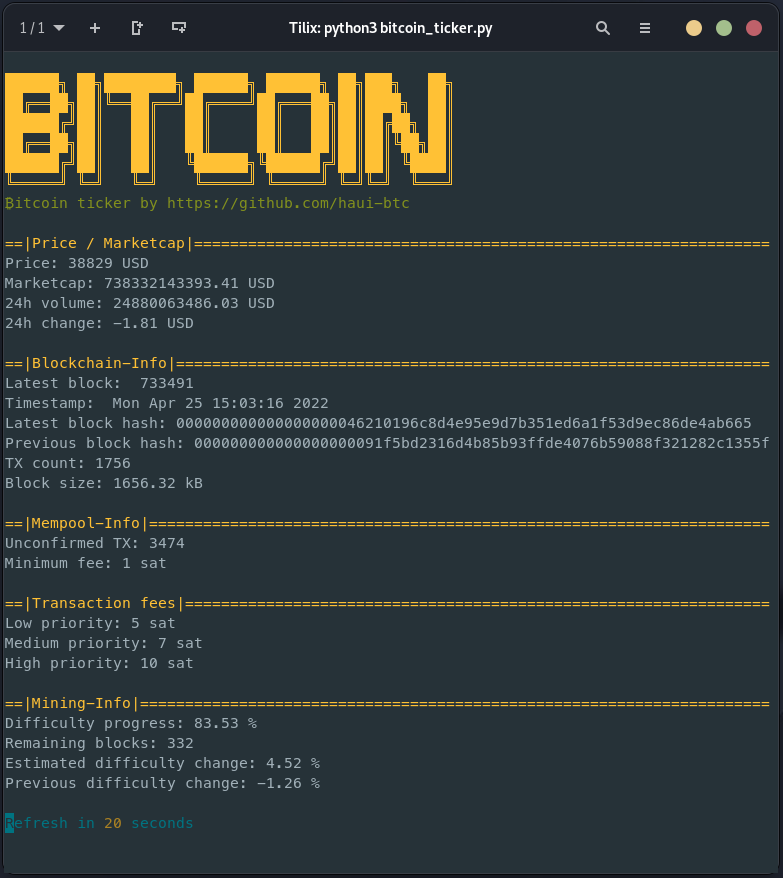 1 / 1
Tilix: python3 bitcoin_ticker.py
BITCOIN
₿itcoin ticker by https://github.com/haui-btc
==|Price / Marketcap|================================================================
Price: 38829 USD
Marketcap: 738332143393.41 USD
24h volume: 24880063486.03 USD
24h change: -1.81 USD
==|Blockchain-Info|==================================================================
Latest block:  733491
Timestamp:  Mon Apr 25 15:03:16 2022
Latest block hash: 000000000000000000046210196c8d4e95e9d7b351ed6a1f53d9ec86de4ab665
Previous block hash: 000000000000000000091f5bd2316d4b85b93ffde4076b59088f321282c1355f
TX count: 1756
Block size: 1656.32 kB
==|Mempool-Info|=====================================================================
Unconfirmed TX: 3474
Minimum fee: 1 sat
==|Transaction fees|=================================================================
Low priority: 5 sat
Medium priority: 7 sat
High priority: 10 sat
==|Mining-Info|======================================================================
Difficulty progress: 83.53 %
Remaining blocks: 332
Estimated difficulty change: 4.52 %
Previous difficulty change: -1.26 %
Refresh in 20 seconds